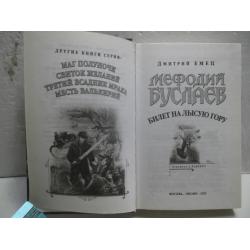 ДРУГИЕ КНИГИ СЕРИИ:
МАГ ПОЛУНОЧИ
СВИТОК ЖЕЛАНИЙ
ТРЕТИЙ ВСАДНИК МРАКА
МЕСТЬ ВАЛЬКИРИЙ
ДМИТРИЙ ЕМЕЦ
МЕФОДИЙ
БУСЛАЕВ
БИЛЕТ НА ЛЫСУЮ ГОРУ